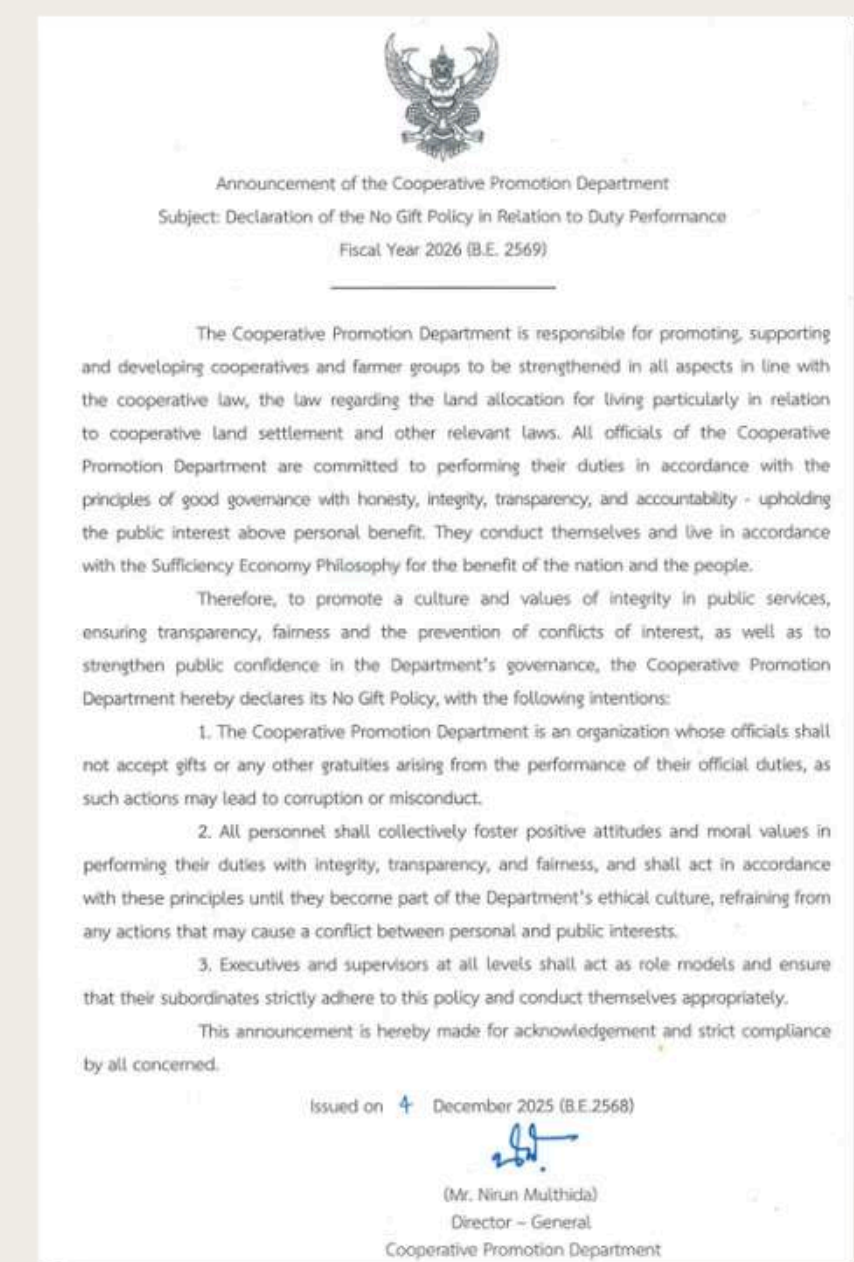 Announcement of the Cooperative Promotion Department
Subject: Declaration of the No Gift Policy in Relation to Duty Performance
Fiscal Year 2026 (B.E. 2569)
The Cooperative Promotion Department is responsible for promoting, supporting
and developing cooperatives and farmer groups to be strengthened in all aspects in line with
the cooperative law, the law regarding the land allocation for living particularly in relation
to cooperative land settlement and other relevant laws. All officials of the Cooperative
Promotion Department are committed to performing their duties in accordance with the
principles of good governance with honesty, integrity, transparency, and accountability - upholding
the public interest above personal benefit. They conduct themselves and live in accordance
with the Sufficiency Economy Philosophy for the benefit of the nation and the people.
Therefore, to promote a culture and values of integrity in public services,
ensuring transparency, fairness and the prevention of conflicts of interest, as well as to
strengthen public confidence in the Department's governance, the Cooperative Promotion
Department hereby declares its No Gift Policy, with the following intentions:
1. The Cooperative Promotion Department is an organization whose officials shall
not accept gifts or any other gratuities arising from the performance of their official duties, as
such actions may lead to corruption or misconduct.
2. All personnel shall collectively foster positive attitudes and moral values in
performing their duties with integrity, transparency, and fairness, and shall act in accordance
with these principles until they become part of the Department's ethical culture, refraining from
any actions that may cause a conflict between personal and public interests.
3. Executives and supervisors at all levels shall act as role models and ensure
that their subordinates strictly adhere to this policy and conduct themselves appropriately.
This announcement is hereby made for acknowledgement and strict compliance
by all concerned.
Issued on 4 December 2025 (B.E.2568)
(Mr. Nirun Multhida)
Director – General
Cooperative Promotion Department